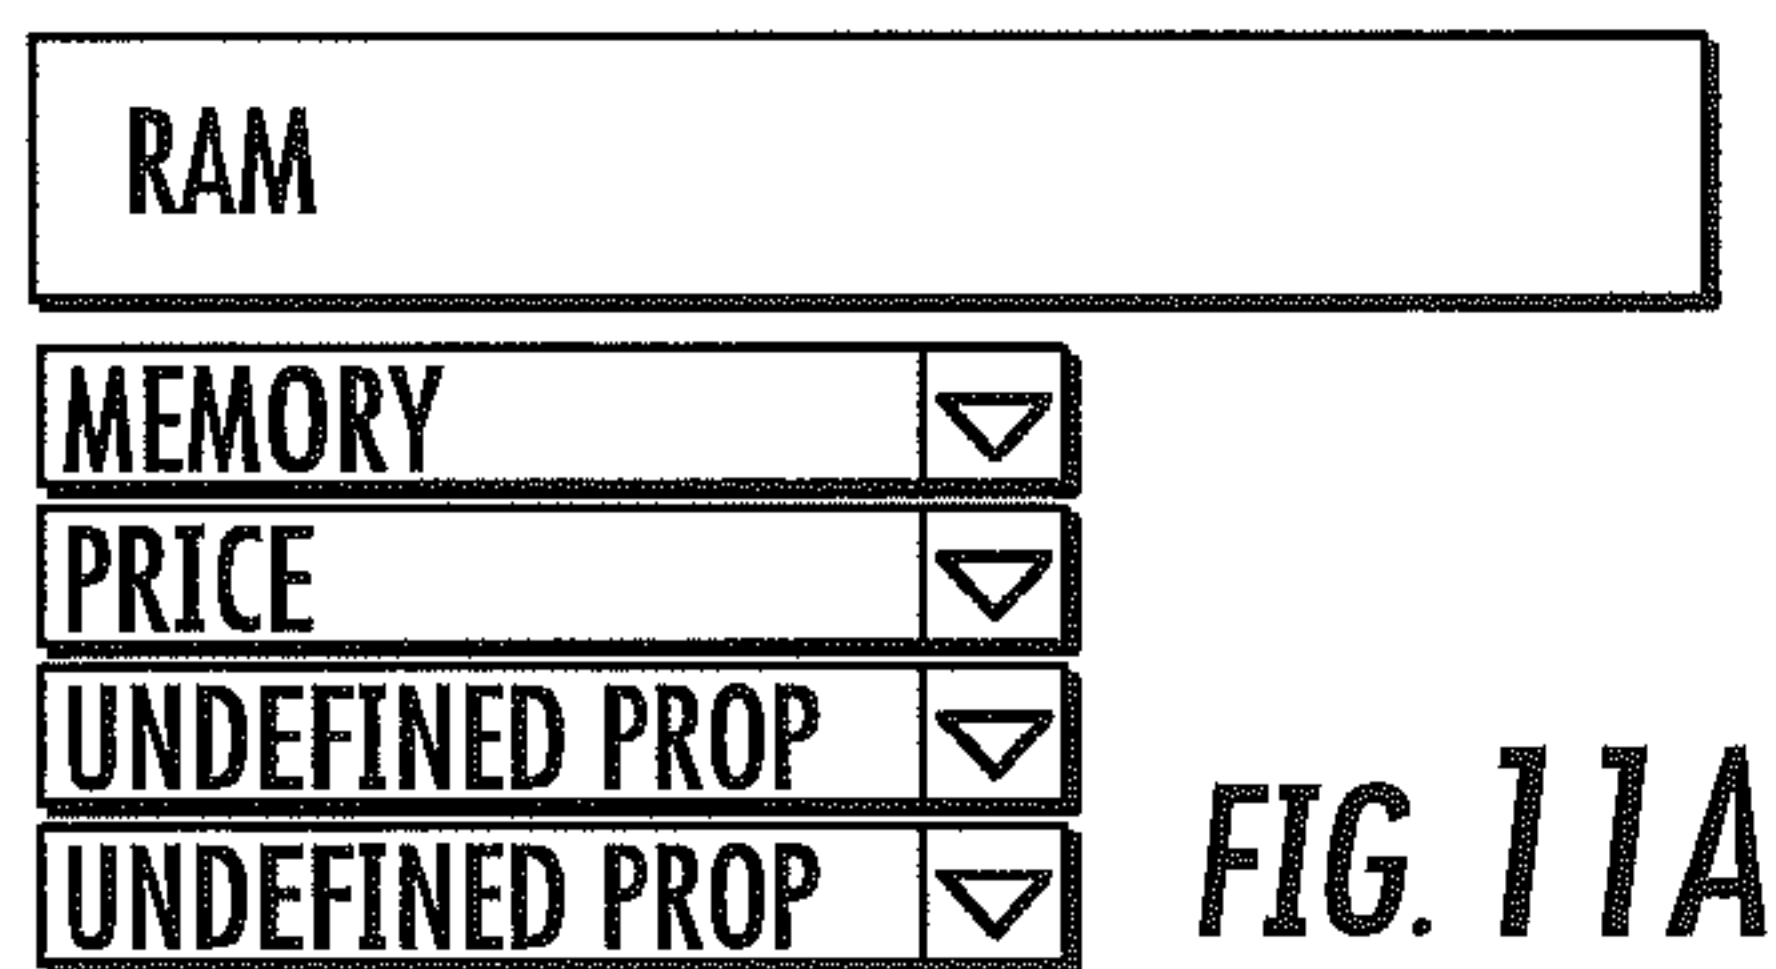 RAM
MEMORY
PRICE
UNDEFINED PROP
UNDEFINED PROP
FIG. 11A